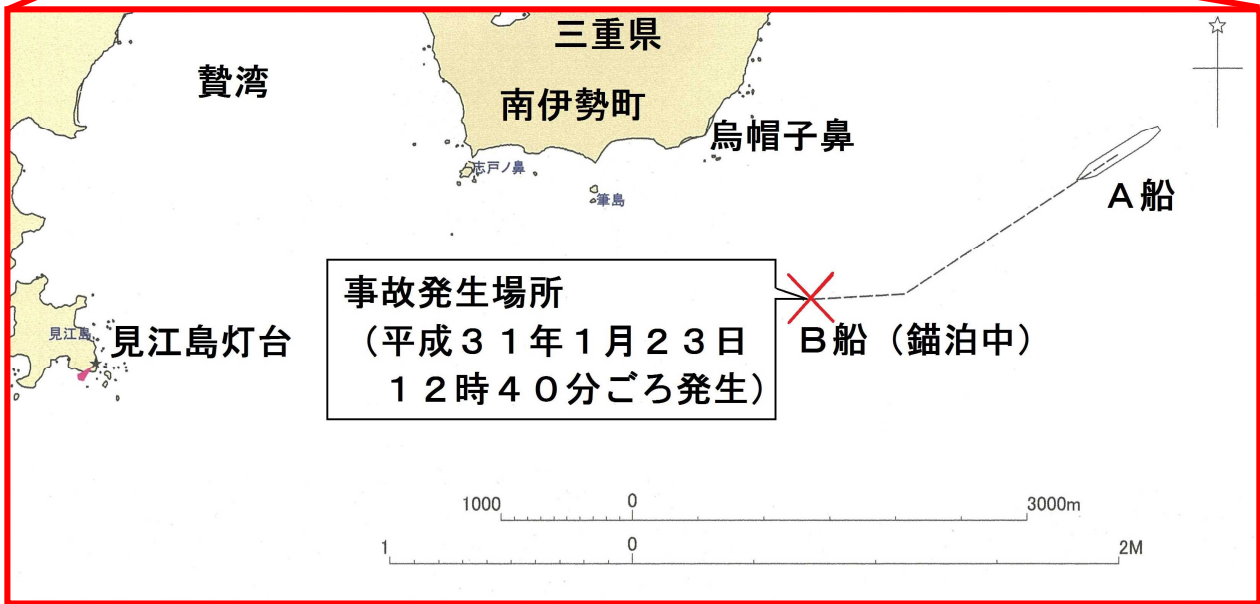 三重県
贄湾
南伊勢町
烏帽子鼻
志戸ノ鼻
筆島
A船
事故発生場所
（平成３１年１月２３日
１２時４０分ごろ発生）
B船（錨泊中）
見江島
見江島灯台
1000 0 3000m
1 0 2M